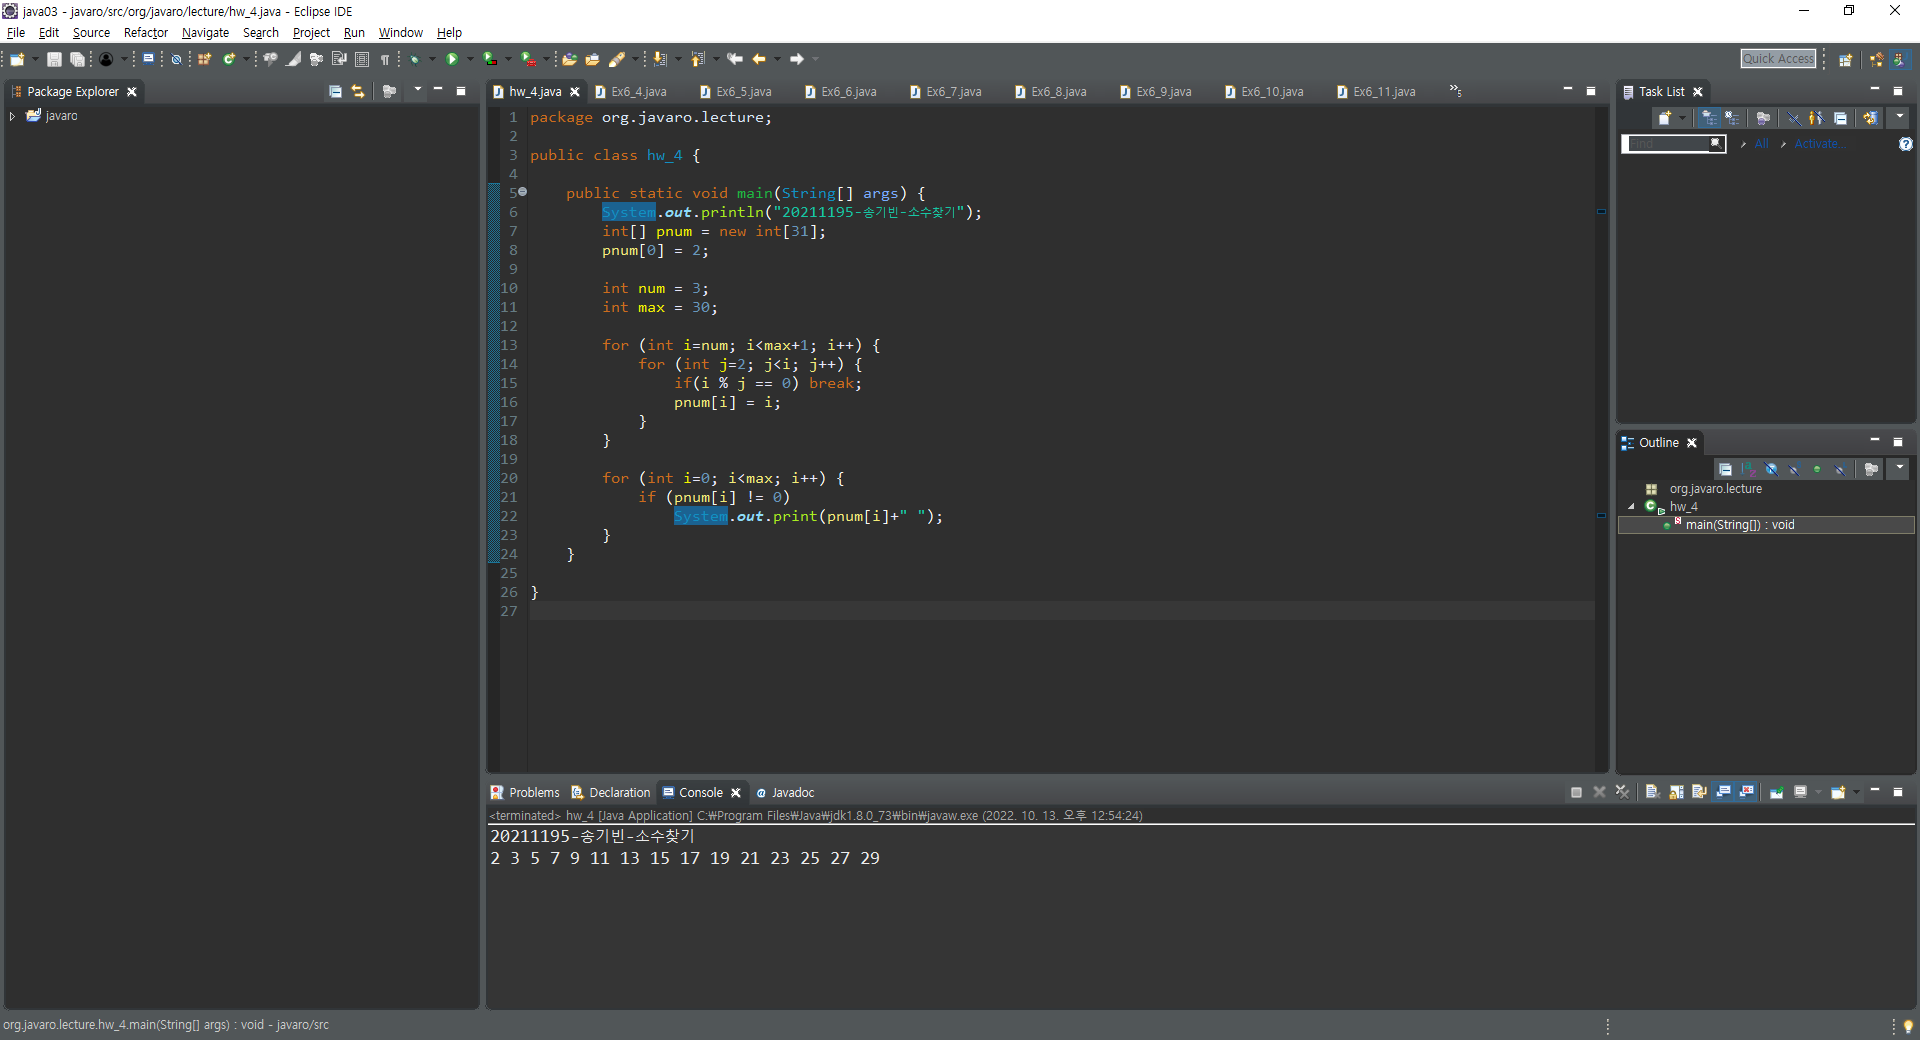 java03 - javaro/src/org/javaro/lecture/hw_4.java - Eclipse IDE
File Edit Source Refactor Navigate Search Project Run Window Help
Quick Access
Package Explorer
javaro
hw_4.java Ex6_4.java Ex6_5.java Ex6_6.java Ex6_7.java Ex6_8.java Ex6_9.java Ex6_10.java Ex6_11.java »5
1 package org.javaro.lecture;
2
3 public class hw_4 {
4
5     public static void main(String[] args) {
6         System.out.println("20211195-송기빈-소수찾기");
7         int[] pnum = new int[31];
8         pnum[0] = 2;
9
10         int num = 3;
11         int max = 30;
12
13         for (int i=num; i<max+1; i++) {
14             for (int j=2; j<i; j++) {
15                 if(i % j == 0) break;
16                 pnum[i] = i;
17             }
18         }
19
20         for (int i=0; i<max; i++) {
21             if (pnum[i] != 0)
22                 System.out.print(pnum[i]+" ");
23         }
24     }
25
26 }
27
Task List
Find All Activate...
Outline
org.javaro.lecture
hw_4
main(String[]) : void
Problems Declaration Console Javadoc
<terminated> hw_4 [Java Application] C:₩Program Files₩Java₩jdk1.8.0_73₩bin₩javaw.exe (2022. 10. 13. 오후 12:54:24)
20211195-송기빈-소수찾기
2 3 5 7 9 11 13 15 17 19 21 23 25 27 29
org.javaro.lecture.hw_4.main(String[] args) : void - javaro/src